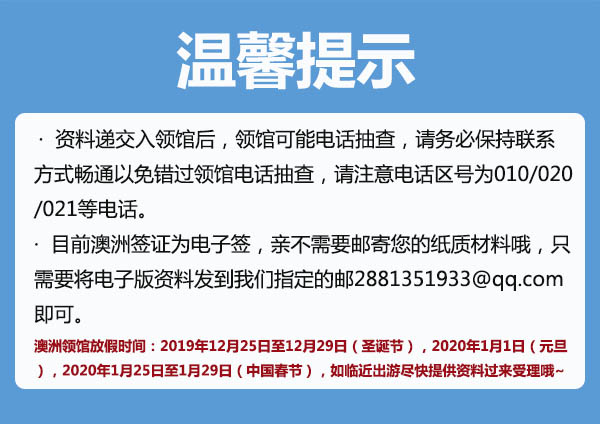 温馨提示
· 资料递交入领馆后，领馆可能电话抽查，请务必保持联系
方式畅通以免错过领馆电话抽查，请注意电话区号为010/020
/021等电话。
· 目前澳洲签证为电子签，亲不需要邮寄您的纸质材料哦，只
需要将电子版资料发到我们指定的邮2881351933@qq.com
即可。
澳洲领馆放假时间：2019年12月25日至12月29日（圣诞节），2020年1月1日（元旦
），2020年1月25日至1月29日（中国春节），如临近出游尽快提供资料过来受理哦~